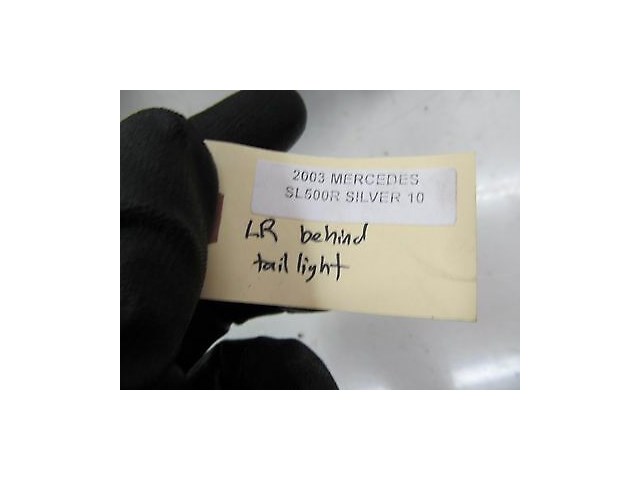 2003 MERCEDES
SL500R SILVER 10
LR behind
tail light